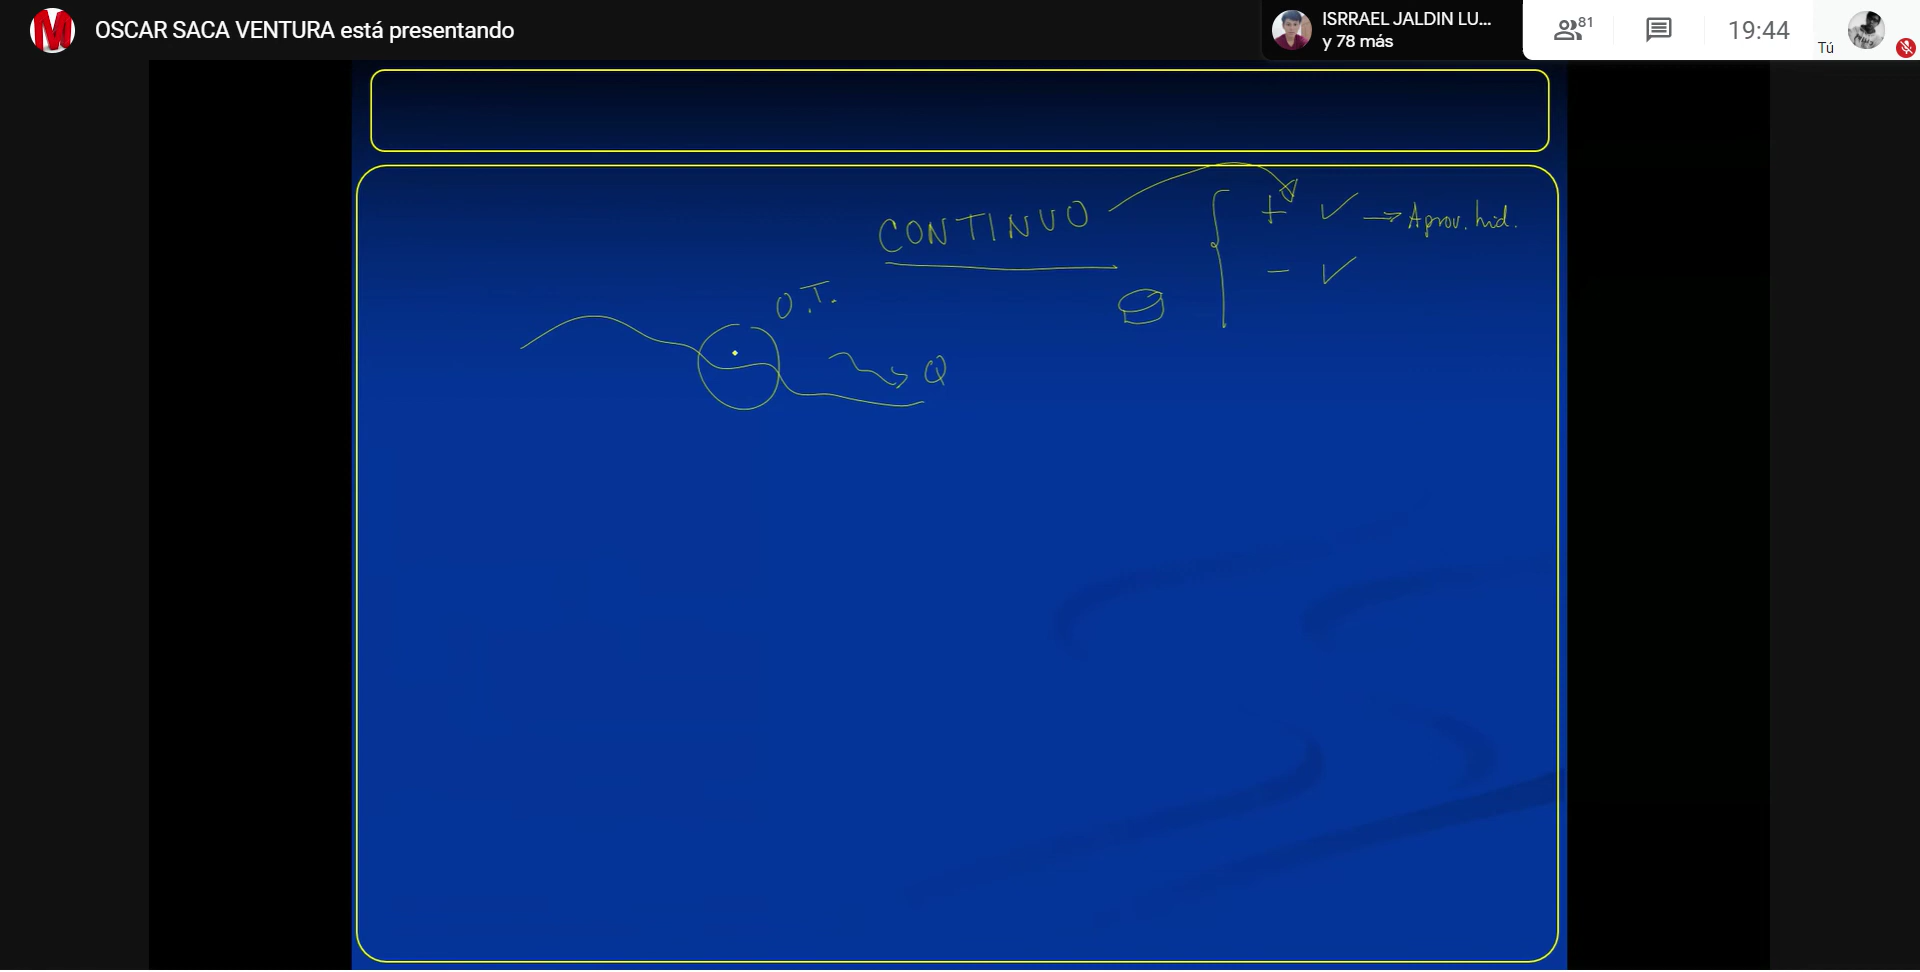 OSCAR SACA VENTURA está presentando
ISRRAEL JALDIN LU...
y 78 más
81
19:44
Tú
CONTINUO
+ → Aprov. hid.
-
O.T.
Q